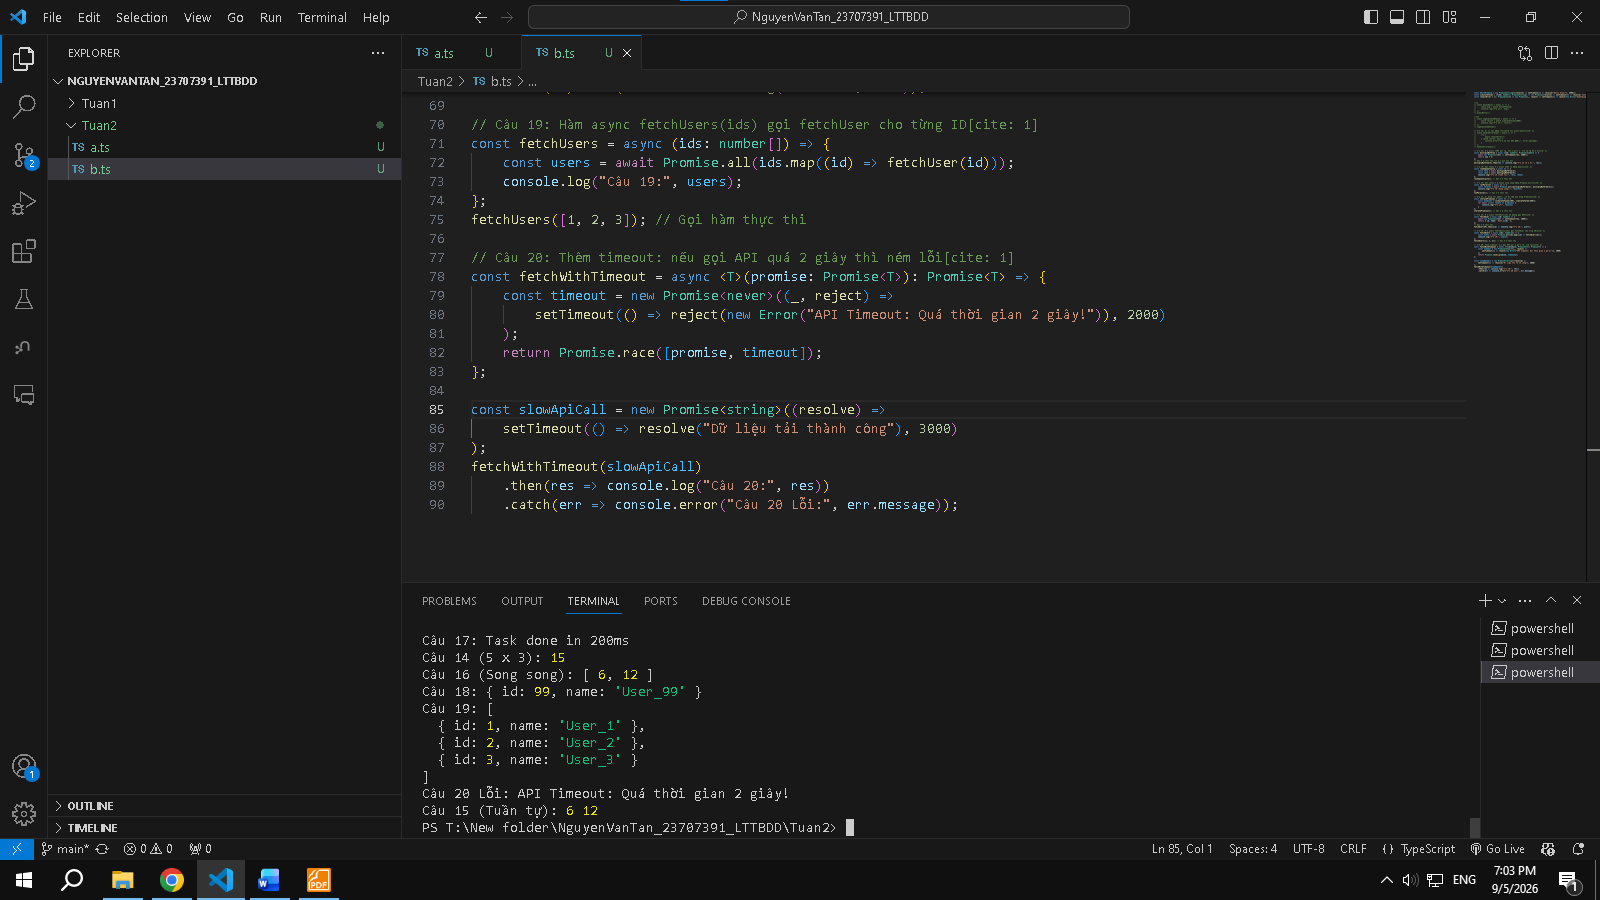 File Edit Selection View Go Run Terminal Help
NguyenVanTan_23707391_LTTBDD
EXPLORER
NGUYENVANTAN_23707391_LTTBDD
Tuan1
Tuan2
TS a.ts U
TS b.ts U
OUTLINE
TIMELINE
2
1
TS a.ts U
TS b.ts U
Tuan2 > TS b.ts > ...
69
70 // Câu 19: Hàm async fetchUsers(ids) gọi fetchUser cho từng ID[cite: 1]
71 const fetchUsers = async (ids: number[]) => {
72 const users = await Promise.all(ids.map((id) => fetchUser(id)));
73 console.log("Câu 19:", users);
74 };
75 fetchUsers([1, 2, 3]); // Gọi hàm thực thi
76
77 // Câu 20: Thêm timeout: nếu gọi API quá 2 giây thì ném lỗi[cite: 1]
78 const fetchWithTimeout = async <T>(promise: Promise<T>): Promise<T> => {
79 const timeout = new Promise<never>((_, reject) =>
80 setTimeout(() => reject(new Error("API Timeout: Quá thời gian 2 giây!")), 2000)
81 );
82 return Promise.race([promise, timeout]);
83 };
84
85 const slowApiCall = new Promise<string>((resolve) =>
86 setTimeout(() => resolve("Dữ liệu tải thành công"), 3000)
87 );
88 fetchWithTimeout(slowApiCall)
89 .then(res => console.log("Câu 20:", res))
90 .catch(err => console.error("Câu 20 Lỗi:", err.message));
PROBLEMS OUTPUT TERMINAL PORTS DEBUG CONSOLE
Câu 17: Task done in 200ms
Câu 14 (5 x 3): 15
Câu 16 (Song song): [ 6, 12 ]
Câu 18: { id: 99, name: 'User_99' }
Câu 19: [
{ id: 1, name: 'User_1' },
{ id: 2, name: 'User_2' },
{ id: 3, name: 'User_3' }
]
Câu 20 Lỗi: API Timeout: Quá thời gian 2 giây!
Câu 15 (Tuần tự): 6 12
PS T:\New folder\NguyenVanTan_23707391_LTTBDD\Tuan2>
powershell
powershell
powershell
main* 0 0 0
Ln 85, Col 1 Spaces: 4 UTF-8 CRLF {} TypeScript Go Live
ENG
7:03 PM
9/5/2026
1